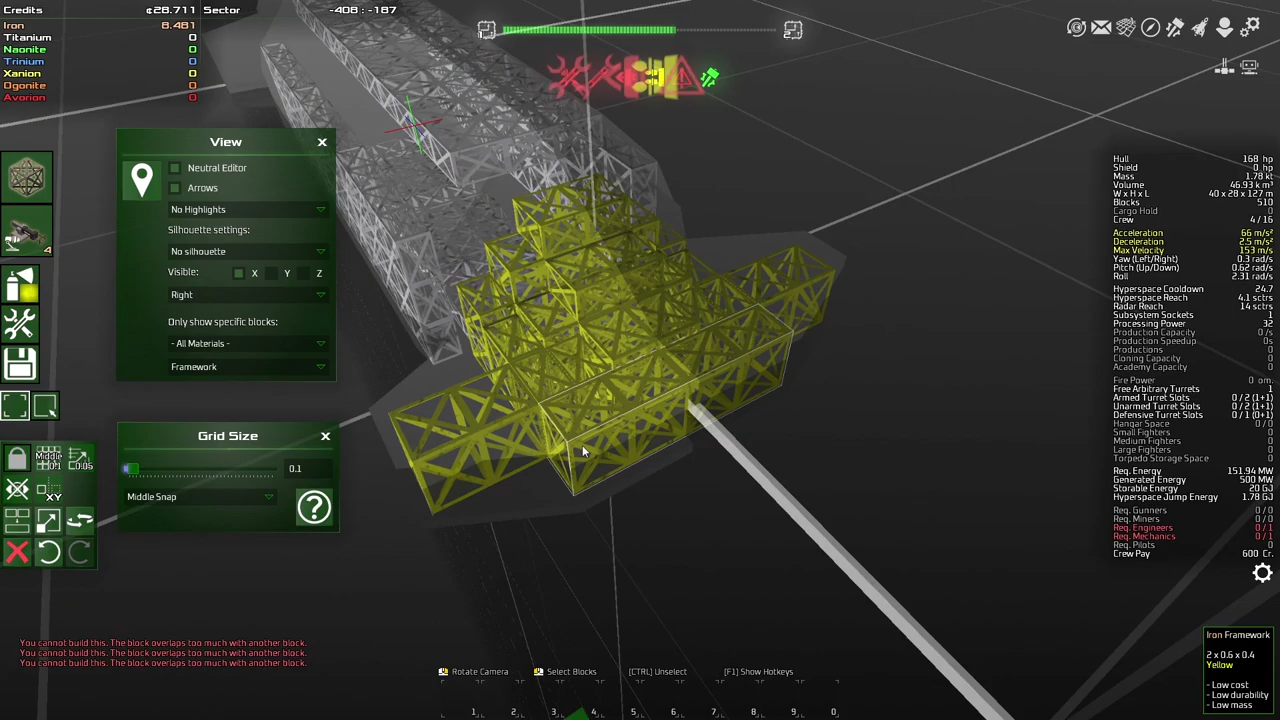 Credits ¢28.711 Sector -408 : -187
Iron 8.481
Titanium 0
Naonite 0
Trinium 0
Xanion 0
Ogonite 0
Avorion 0
1
2
View X
Neutral Editor
Arrows
No Highlights
Silhouette settings:
No silhouette
Visible: X Y Z
Right
Only show specific blocks:
- All Materials -
Framework
4
Grid Size X
0.1
Middle Snap
?
Middle
0.05
XY
Hull 168 hp
Shield 0 hp
Mass 1.78 kt
Volume 46.93 k m³
W x H x L 40 x 28 x 127 m
Blocks 510
Cargo Hold 0
Crew 4 / 16
Acceleration 66 m/s²
Deceleration 2.5 m/s²
Max Velocity 153 m/s
Yaw (Left/Right) 0.3 rad/s
Pitch (Up/Down) 0.62 rad/s
Roll 2.31 rad/s
Hyperspace Cooldown 24.7
Hyperspace Reach 4.1 sctrs
Radar Reach 14 sctrs
Subsystem Sockets 1
Processing Power 32
Production Capacity 0 /s
Production Speedup 0s
Productions 0
Cloning Capacity 0
Academy Capacity 0
Fire Power 0 om.
Free Arbitrary Turrets 1
Armed Turret Slots 0 / 2 (1+1)
Unarmed Turret Slots 0 / 2 (1+1)
Defensive Turret Slots 0 / 1 (0+1)
Hangar Space 0 / 0
Small Fighters 0
Medium Fighters 0
Large Fighters 0
Torpedo Storage Space 0
Req. Energy 151.94 MW
Generated Energy 500 MW
Storable Energy 20 GJ
Hyperspace Jump Energy 1.78 GJ
Req. Gunners 0 / 0
Req. Miners 0 / 0
Req. Engineers 0 / 1
Req. Mechanics 0 / 1
Req. Pilots 0
Crew Pay 600 Cr.
You cannot build this. The block overlaps too much with another block.
You cannot build this. The block overlaps too much with another block.
You cannot build this. The block overlaps too much with another block.
Rotate Camera Select Blocks [CTRL] Unselect [F1] Show Hotkeys
1 2 3 4 5 6 7 8 9 0
Iron Framework
2 x 0.6 x 0.4
Yellow
- Low cost
- Low durability
- Low mass